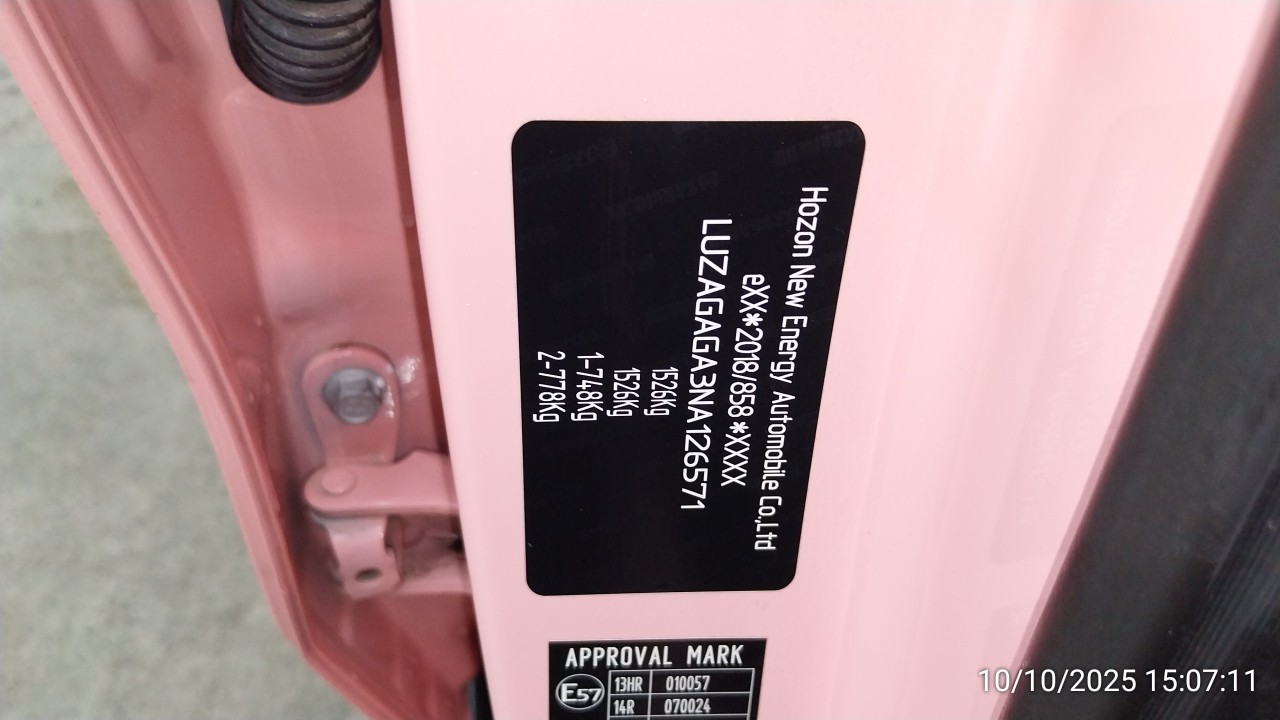 Hozon New Energy Automobile Co.,Ltd
eXX*2018/858*XXXX
LUZAGAGA3NA126571
1526Kg
1526Kg
1-748Kg
2-778Kg
APPROVAL MARK
E57
13HR 010057
14R 070024
10/10/2025 15:07:11